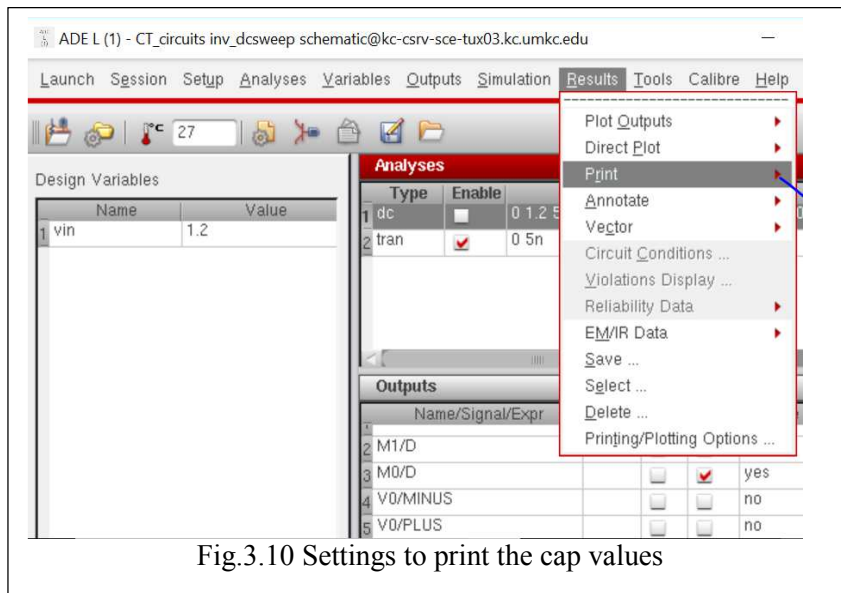 ADE L (1) - CT_circuits inv_dcsweep schematic@kc-csrv-sce-tux03.kc.umkc.edu
Launch Session Setup Analyses Variables Outputs Simulation Results Tools Calibre Help
°C 27
Design Variables
Name Value
1 vin 1.2
Analyses
Type Enable
1 dc 0 1.2 5
2 tran 0 5n
Plot Outputs
Direct Plot
Print
Annotate
Vector
Circuit Conditions ...
Violations Display ...
Reliability Data
EM/IR Data
Save ...
Select ...
Delete ...
Printing/Plotting Options ...
Outputs
Name/Signal/Expr
2 M1/D
3 M0/D yes
4 V0/MINUS no
5 V0/PLUS no
Fig.3.10 Settings to print the cap values